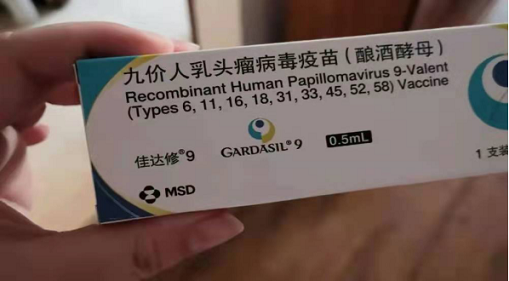 九价人乳头瘤病毒疫苗（酿酒酵母）
Recombinant Human Papillomavirus 9-Valent
(Types 6, 11, 16, 18, 31, 33, 45, 52, 58) Vaccine
佳达修®9
GARDASIL®9
0.5mL
1支装
MSD